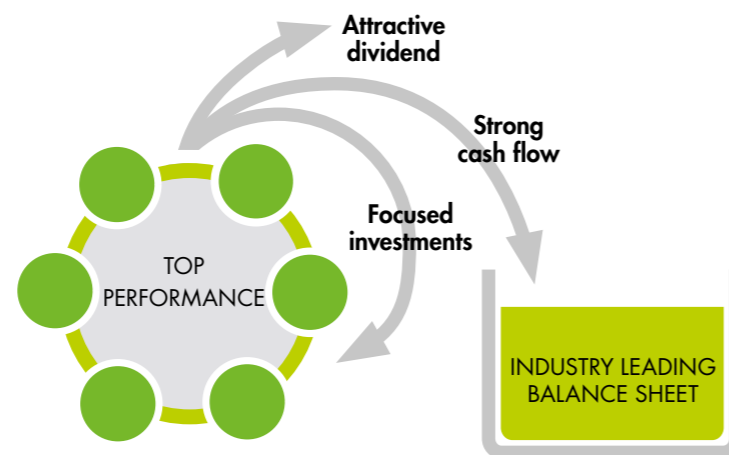 Attractive
dividend
Strong
cash flow
Focused
investments
TOP
PERFORMANCE
INDUSTRY LEADING
BALANCE SHEET